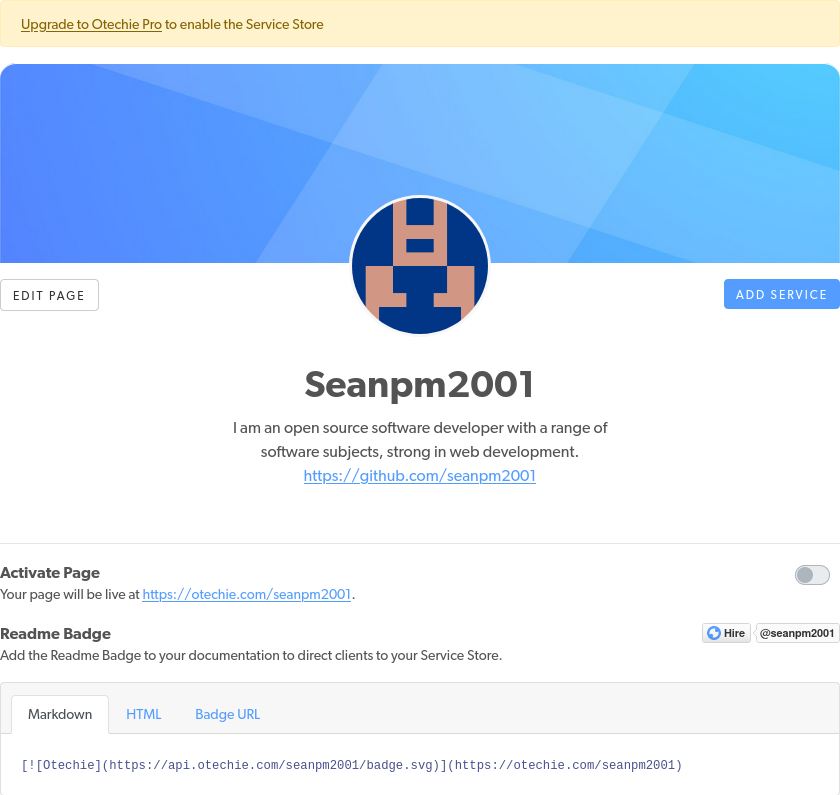 Upgrade to Otechie Pro to enable the Service Store
EDIT PAGE
ADD SERVICE
Seanpm2001
I am an open source software developer with a range of
software subjects, strong in web development.
https://github.com/seanpm2001
Activate Page
Your page will be live at https://otechie.com/seanpm2001.
Readme Badge
Hire @seanpm2001
Add the Readme Badge to your documentation to direct clients to your Service Store.
Markdown HTML Badge URL
[![Otechie](https://api.otechie.com/seanpm2001/badge.svg)](https://otechie.com/seanpm2001)